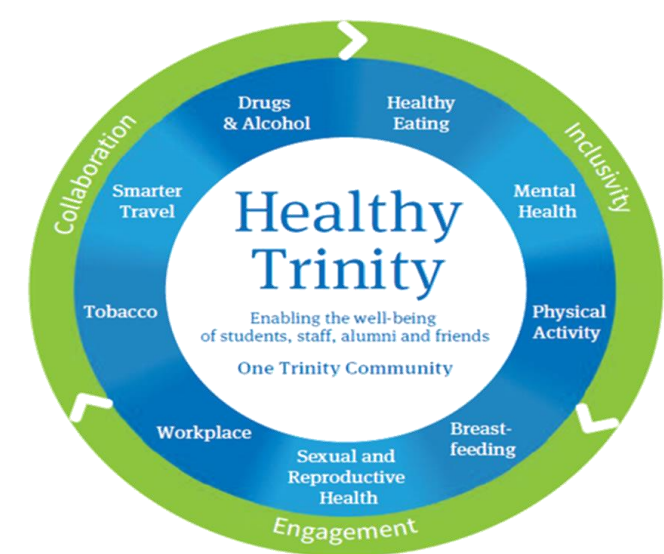 Healthy
Trinity
Enabling the well-being
of students, staff, alumni and friends
One Trinity Community
Drugs
& Alcohol
Healthy
Eating
Mental
Health
Physical
Activity
Breast-
feeding
Sexual and
Reproductive
Health
Workplace
Tobacco
Smarter
Travel
Collaboration
Inclusivity
Engagement